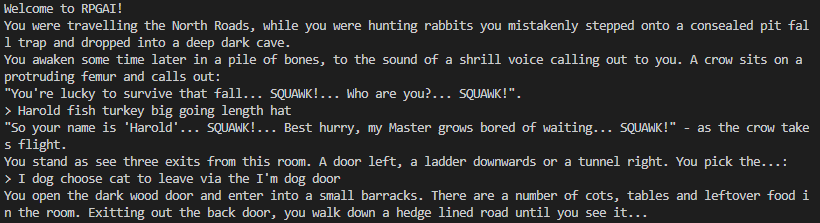 Welcome to RPGAI!
You were travelling the North Roads, while you were hunting rabbits you mistakenly stepped onto a consealed pit fal
l trap and dropped into a deep dark cave.
You awaken some time later in a pile of bones, to the sound of a shrill voice calling out to you. A crow sits on a
protruding femur and calls out:
"You're lucky to survive that fall... SQUAWK!... Who are you?... SQUAWK!".
> Harold fish turkey big going length hat
"So your name is 'Harold'... SQUAWK!... Best hurry, my Master grows bored of waiting... SQUAWK!" - as the crow take
s flight.
You stand as see three exits from this room. A door left, a ladder downwards or a tunnel right. You pick the...:
> I dog choose cat to leave via the I'm dog door
You open the dark wood door and enter into a small barracks. There are a number of cots, tables and leftover food i
n the room. Exitting out the back door, you walk down a hedge lined road until you see it...